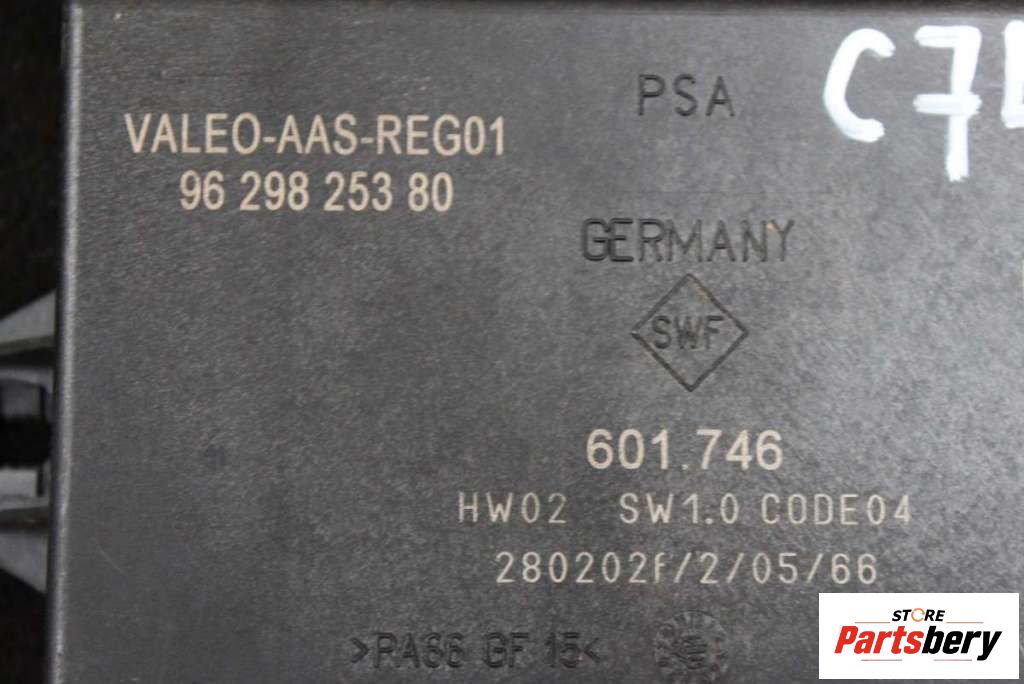 PSA
C7
VALEO-AAS-REG01
96 298 253 80
GERMANY
SWF
601.746
HW02 SW1.0 CODE04
280202f/2/05/66
>PA66 GF 15<
STORE
Partsbery